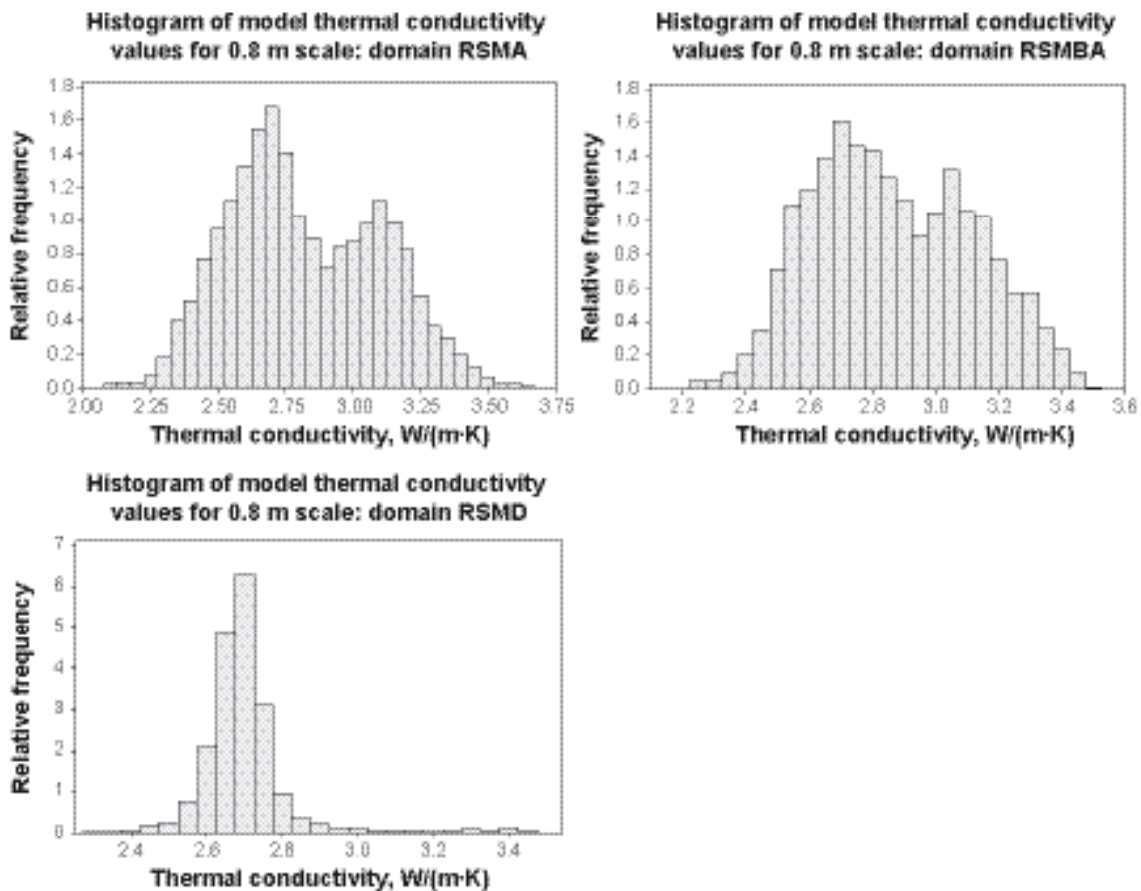 Histogram of model thermal conductivity
values for 0.8 m scale: domain RSMA
1.8
1.6
1.4
1.2
1.0
0.8
0.6
0.4
0.2
0.0
Relative frequency
2.00 2.25 2.50 2.75 3.00 3.25 3.50 3.75
Thermal conductivity, W/(m·K)
Histogram of model thermal conductivity
values for 0.8 m scale: domain RSMBA
1.8
1.6
1.4
1.2
1.0
0.8
0.6
0.4
0.2
0.0
Relative frequency
2.2 2.4 2.6 2.8 3.0 3.2 3.4 3.6
Thermal conductivity, W/(m·K)
Histogram of model thermal conductivity
values for 0.8 m scale: domain RSMD
7
6
5
4
3
2
1
0
Relative frequency
2.4 2.6 2.8 3.0 3.2 3.4
Thermal conductivity, W/(m·K)